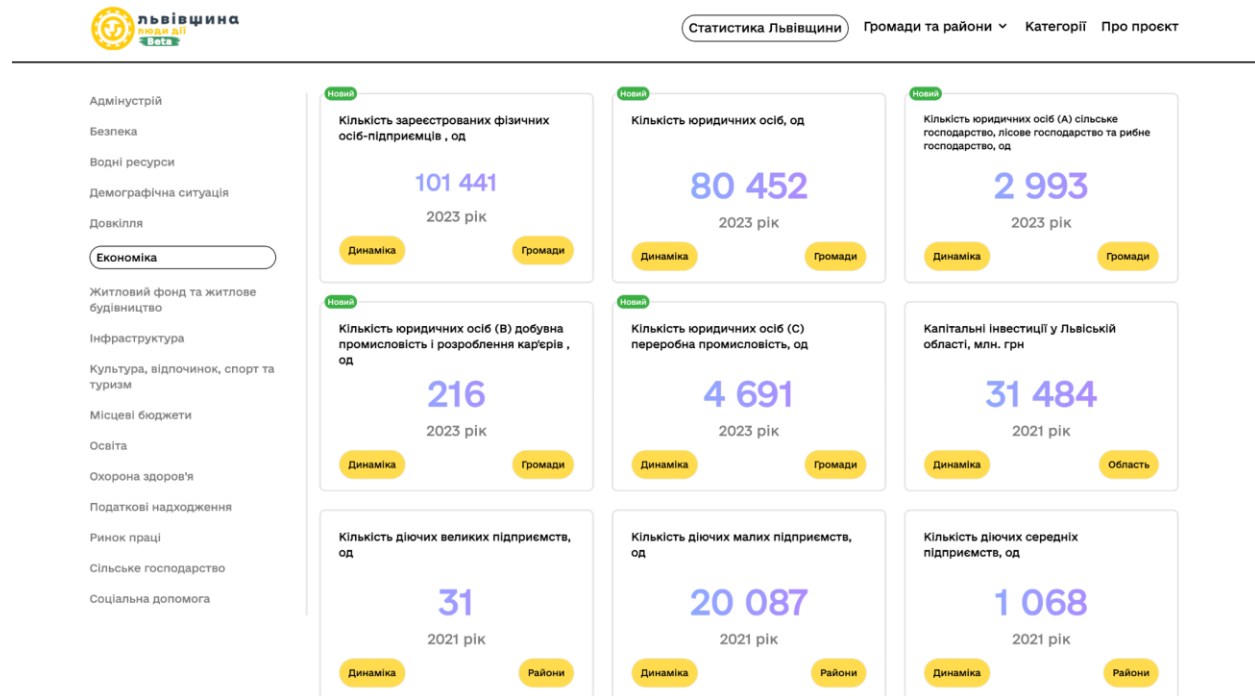 львівщина
люди дії
Beta
Статистика Львівщини
Громади та райони
Категорії
Про проєкт
Адмінустрій
Безпека
Водні ресурси
Демографічна ситуація
Довкілля
Економіка
Житловий фонд та житлове
будівництво
Інфраструктура
Культура, відпочинок, спорт та
туризм
Місцеві бюджети
Освіта
Охорона здоров'я
Податкові надходження
Ринок праці
Сільське господарство
Соціальна допомога
Новий
Кількість зареєстрованих фізичних
осіб-підприємців , од
101 441
2023 рік
Динаміка
Громади
Новий
Кількість юридичних осіб, од
80 452
2023 рік
Динаміка
Громади
Новий
Кількість юридичних осіб (А) сільське
господарство, лісове господарство та рибне
господарство, од
2 993
2023 рік
Динаміка
Громади
Новий
Кількість юридичних осіб (В) добувна
промисловість і розроблення кар'єрів ,
од
216
2023 рік
Динаміка
Громади
Новий
Кількість юридичних осіб (С)
переробна промисловість, од
4 691
2023 рік
Динаміка
Громади
Капітальні інвестиції у Львіській
області, млн. грн
31 484
2021 рік
Динаміка
Область
Кількість діючих великих підприємств,
од
31
2021 рік
Динаміка
Райони
Кількість діючих малих підприємств,
од
20 087
2021 рік
Динаміка
Райони
Кількість діючих середніх
підприємств, од
1 068
2021 рік
Динаміка
Райони